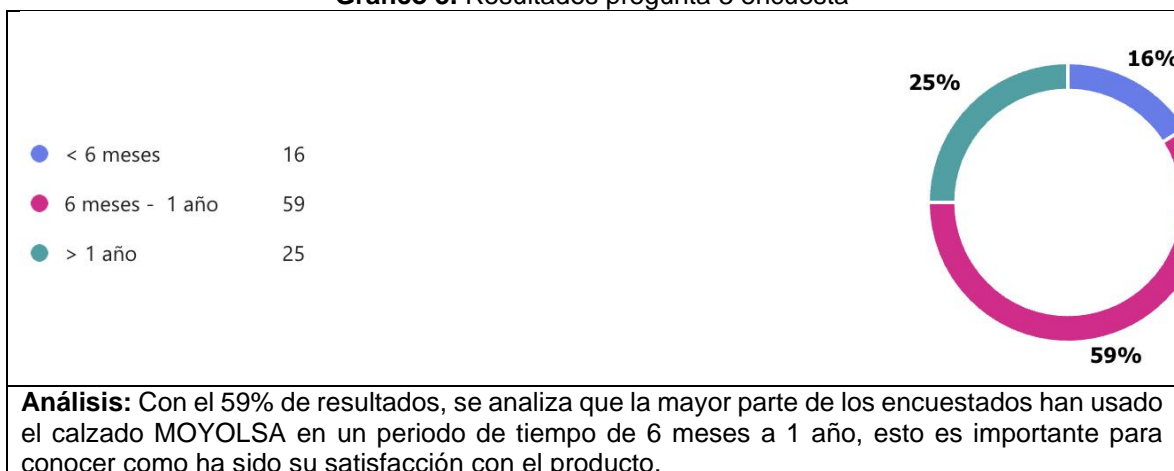 Resultados pregunta encuesta
16%
25%
< 6 meses 16
6 meses - 1 año 59
> 1 año 25
59%
Análisis: Con el 59% de resultados, se analiza que la mayor parte de los encuestados han usado
el calzado MOYOLSA en un periodo de tiempo de 6 meses a 1 año, esto es importante para
conocer como ha sido su satisfacción con el producto.